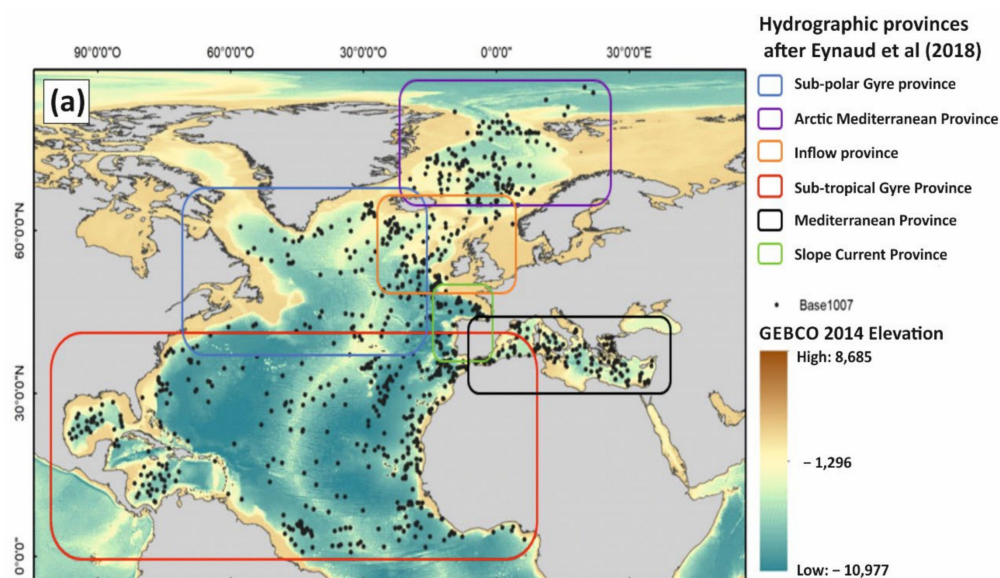 Hydrographic provinces
after Eynaud et al (2018)
90°0'0"O
60°0'0"O
30°0'0"O
0°0'0"
30°0'0"E
(a)
Sub-polar Gyre province
Arctic Mediterranean Province
Inflow province
Sub-tropical Gyre Province
Mediterranean Province
Slope Current Province
Base1007
GEBCO 2014 Elevation
High: 8,685
– 1,296
Low: – 10,977
60°0'0"N
30°0'0"N
0°0'0"